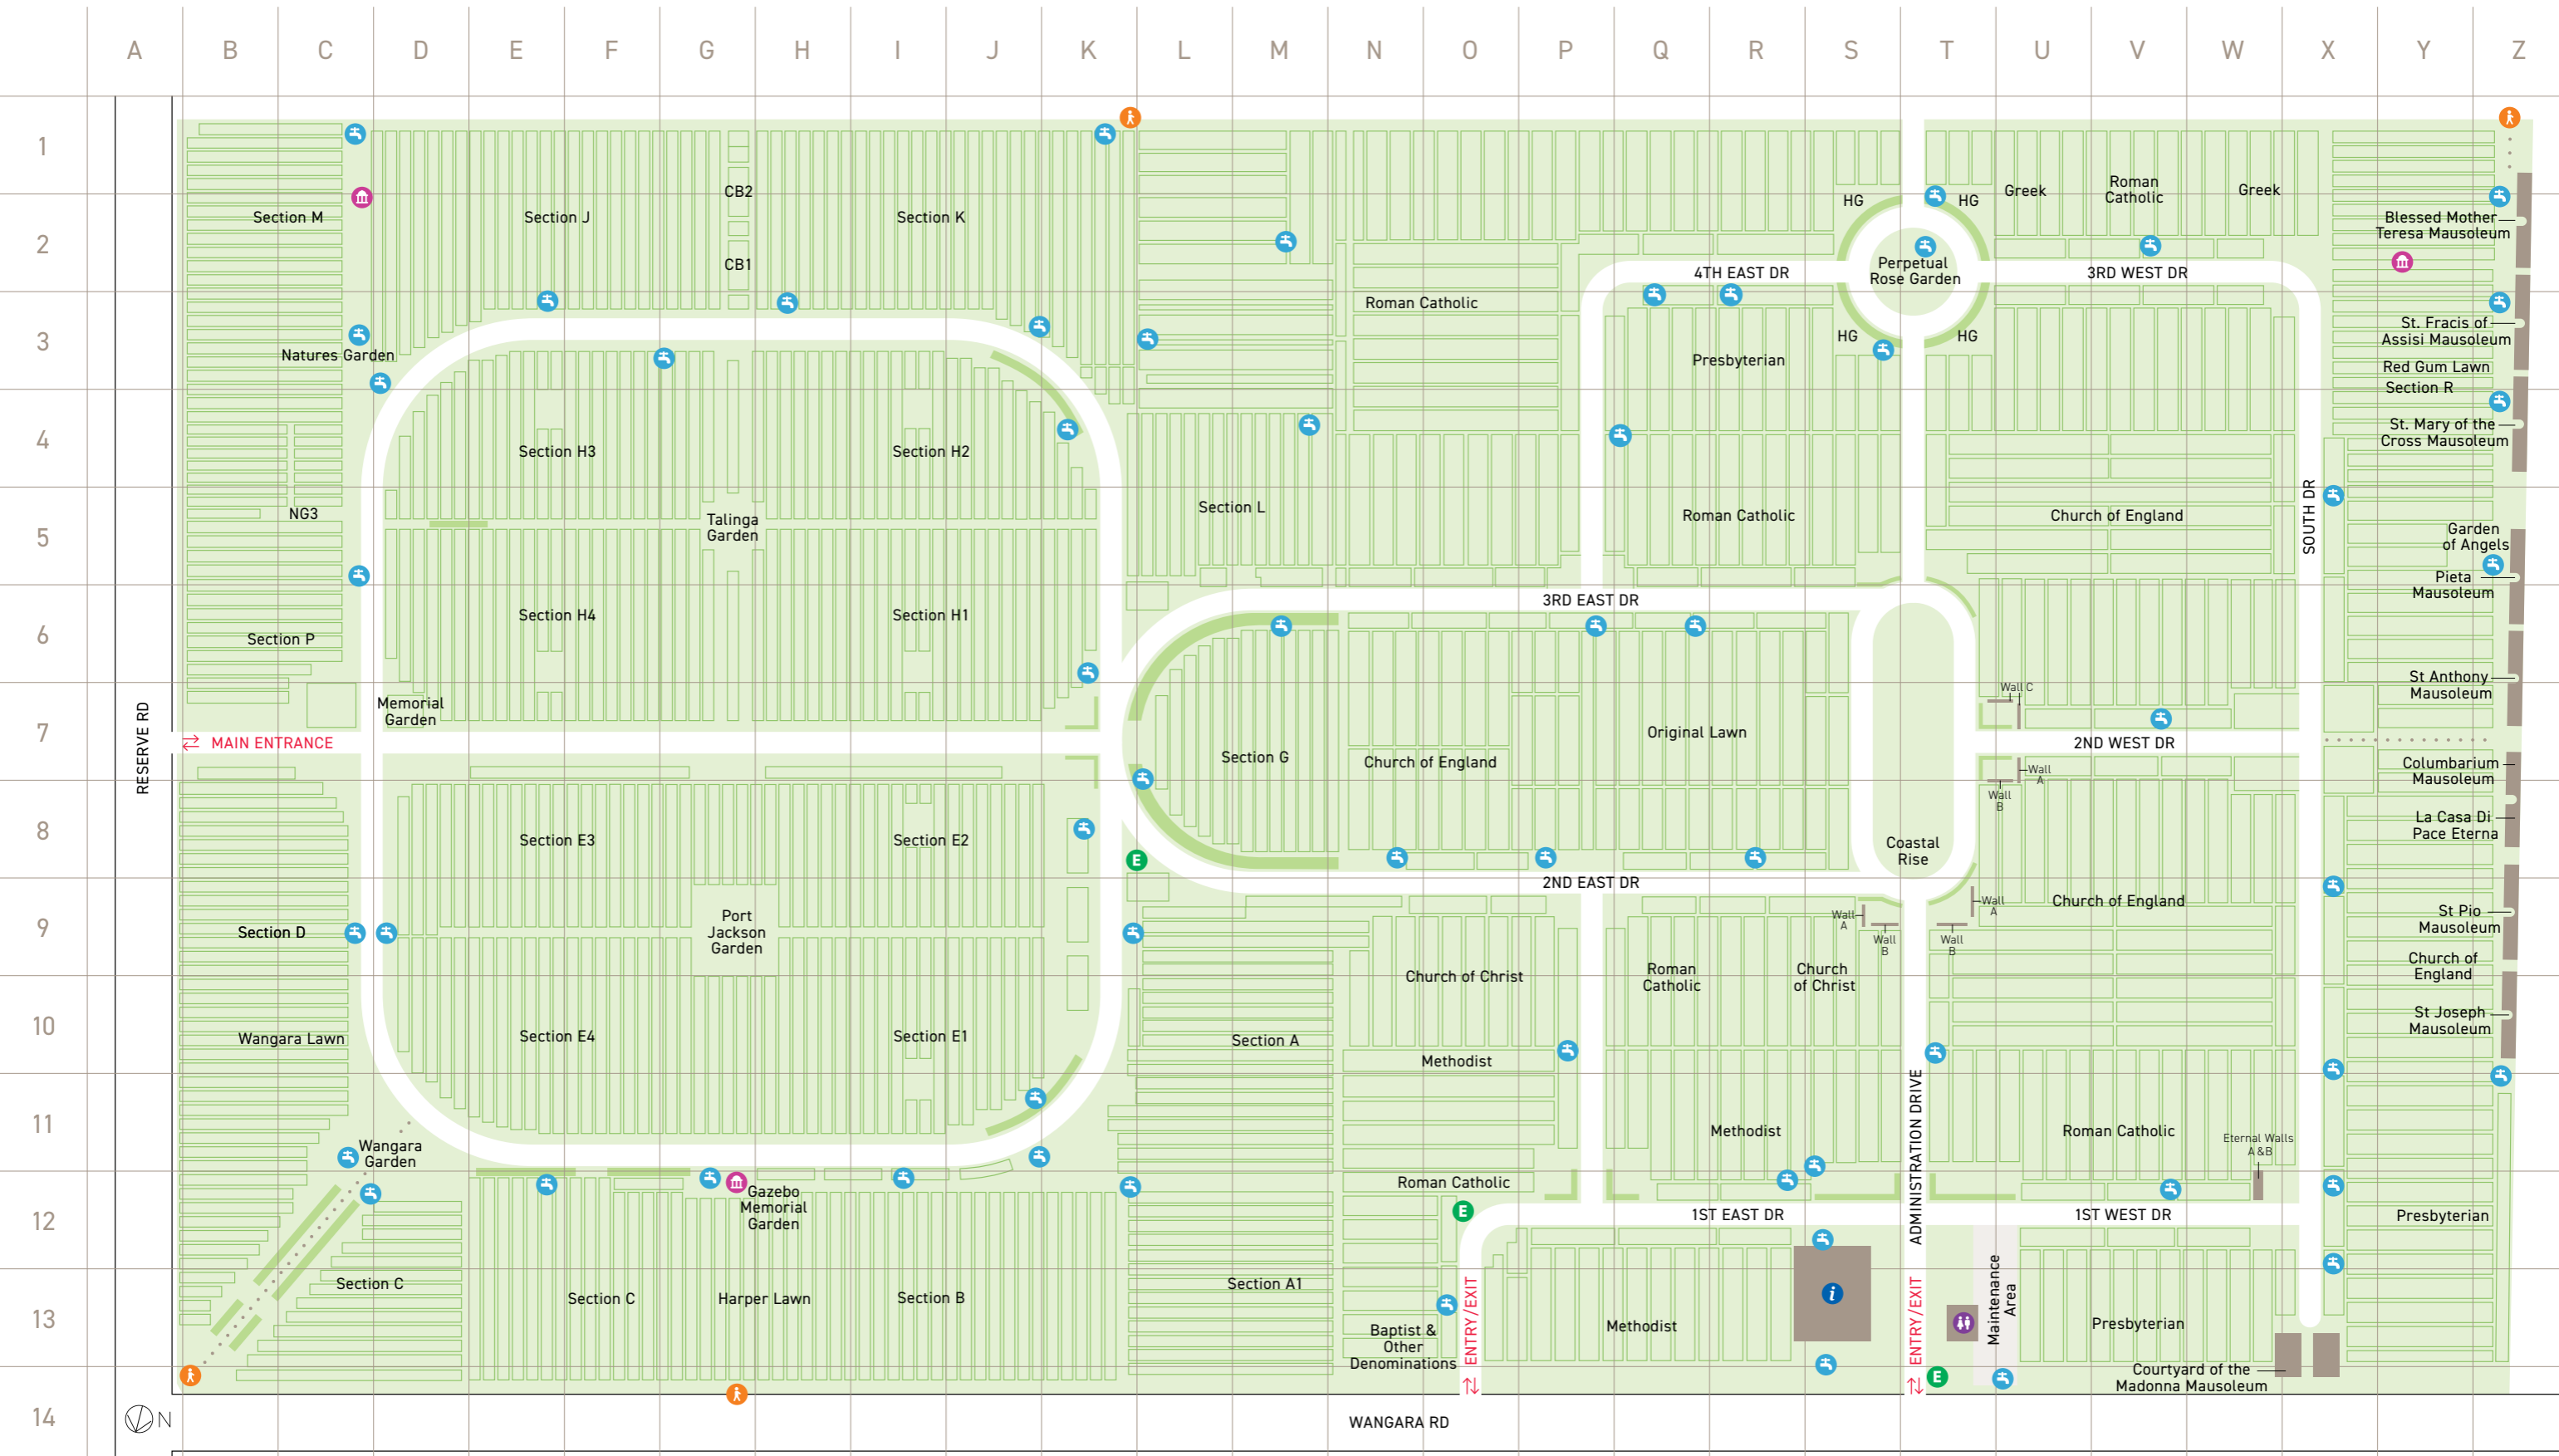 A B C D E F G H I J K L M N O P Q R S T U V W X Y Z
1
CB2
Greek
Roman
Catholic
Greek
HG
HG
2
Section M
Section J
Section K
CB1
Blessed Mother
Teresa Mausoleum
Perpetual
Rose Garden
4TH EAST DR
3RD WEST DR
3
Roman Catholic
St. Fracis of
Assisi Mausoleum
HG
HG
Natures Garden
Presbyterian
Red Gum Lawn
Section R
4
Section H3
Section H2
St. Mary of the
Cross Mausoleum
5
NG3
Talinga
Garden
Section L
Roman Catholic
Church of England
SOUTH DR
Garden
of Angels
Pieta
Mausoleum
3RD EAST DR
6
Section P
Section H4
Section H1
St Anthony
Mausoleum
Wall C
7
RESERVE RD
Memorial
Garden
MAIN ENTRANCE
Section G
Church of England
Original Lawn
2ND WEST DR
Wall
A
Wall
B
Columbarium
Mausoleum
8
Section E3
Section E2
E
Coastal
Rise
La Casa Di
Pace Eterna
2ND EAST DR
9
Section D
Port
Jackson
Garden
Wall
A
Wall
B
Wall
A
Wall
B
Church of England
St Pio
Mausoleum
Church of Christ
Roman
Catholic
Church
of Christ
Church of
England
10
Wangara Lawn
Section E4
Section E1
Section A
Methodist
St Joseph
Mausoleum
11
Wangara
Garden
Methodist
ADMINISTRATION DRIVE
Roman Catholic
Eternal Walls
A &B
12
Gazebo
Memorial
Garden
Roman Catholic
E
1ST EAST DR
1ST WEST DR
Presbyterian
13
Section C
Section C
Harper Lawn
Section B
Section A1
Baptist &
Other
Denominations
ENTRY/EXIT
Methodist
i
ENTRY/EXIT
Maintenance
Area
Presbyterian
E
Courtyard of the
Madonna Mausoleum
14
N
WANGARA RD